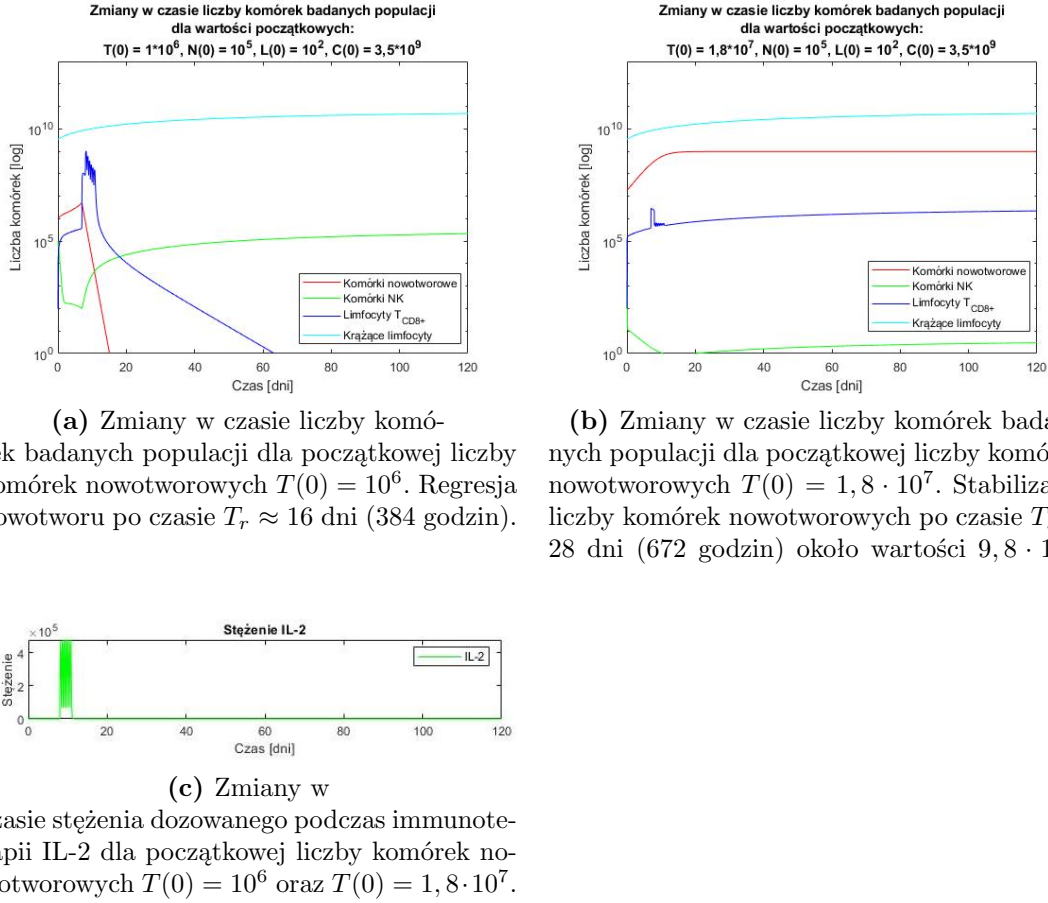 Zmiany w czasie liczby komórek badanych populacji
dla wartości początkowych:
T(0) = 1*10^6, N(0) = 10^5, L(0) = 10^2, C(0) = 3,5*10^9
Liczba komórek [log]
10^10
10^5
10^0
0 20 40 60 80 100 120
Czas [dni]
Komórki nowotworowe
Komórki NK
Limfocyty T_CD8+
Krążące limfocyty
Zmiany w czasie liczby komórek badanych populacji
dla wartości początkowych:
T(0) = 1,8*10^7, N(0) = 10^5, L(0) = 10^2, C(0) = 3,5*10^9
Liczba komórek [log]
10^10
10^5
10^0
0 20 40 60 80 100 120
Czas [dni]
Komórki nowotworowe
Komórki NK
Limfocyty T_CD8+
Krążące limfocyty
(a) Zmiany w czasie liczby komó-
ek badanych populacji dla początkowej liczby
omórek nowotworowych T(0) = 10^6. Regresja
owotworu po czasie T_r ≈ 16 dni (384 godzin).
(b) Zmiany w czasie liczby komórek bada
nych populacji dla początkowej liczby komó
nowotworowych T(0) = 1,8 · 10^7. Stabiliza
liczby komórek nowotworowych po czasie T
28 dni (672 godzin) około wartości 9,8 · 1
×10^5
Stężenie IL-2
Stężenie
4
2
0
IL-2
0 20 40 60 80 100 120
Czas [dni]
(c) Zmiany w
zasie stężenia dozowanego podczas immunote-
pii IL-2 dla początkowej liczby komórek no-
otworowych T(0) = 10^6 oraz T(0) = 1,8·10^7.